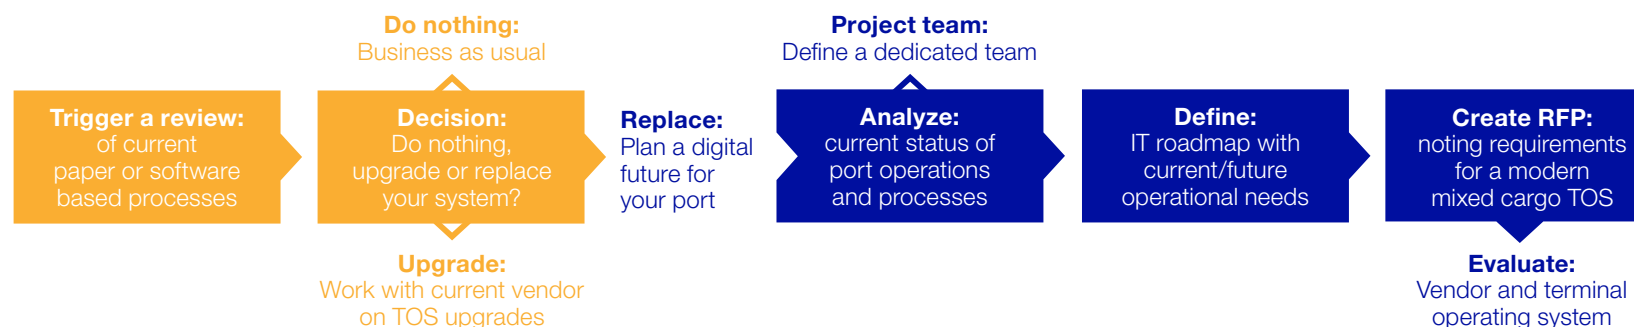 Do nothing:
Business as usual
Project team:
Define a dedicated team
Trigger a review:
of current
paper or software
based processes
Decision:
Do nothing,
upgrade or replace
your system?
Replace:
Plan a digital
future for
your port
Analyze:
current status of
port operations
and processes
Define:
IT roadmap with
current/future
operational needs
Create RFP:
noting requirements
for a modern
mixed cargo TOS
Upgrade:
Work with current vendor
on TOS upgrades
Evaluate:
Vendor and terminal
operating system